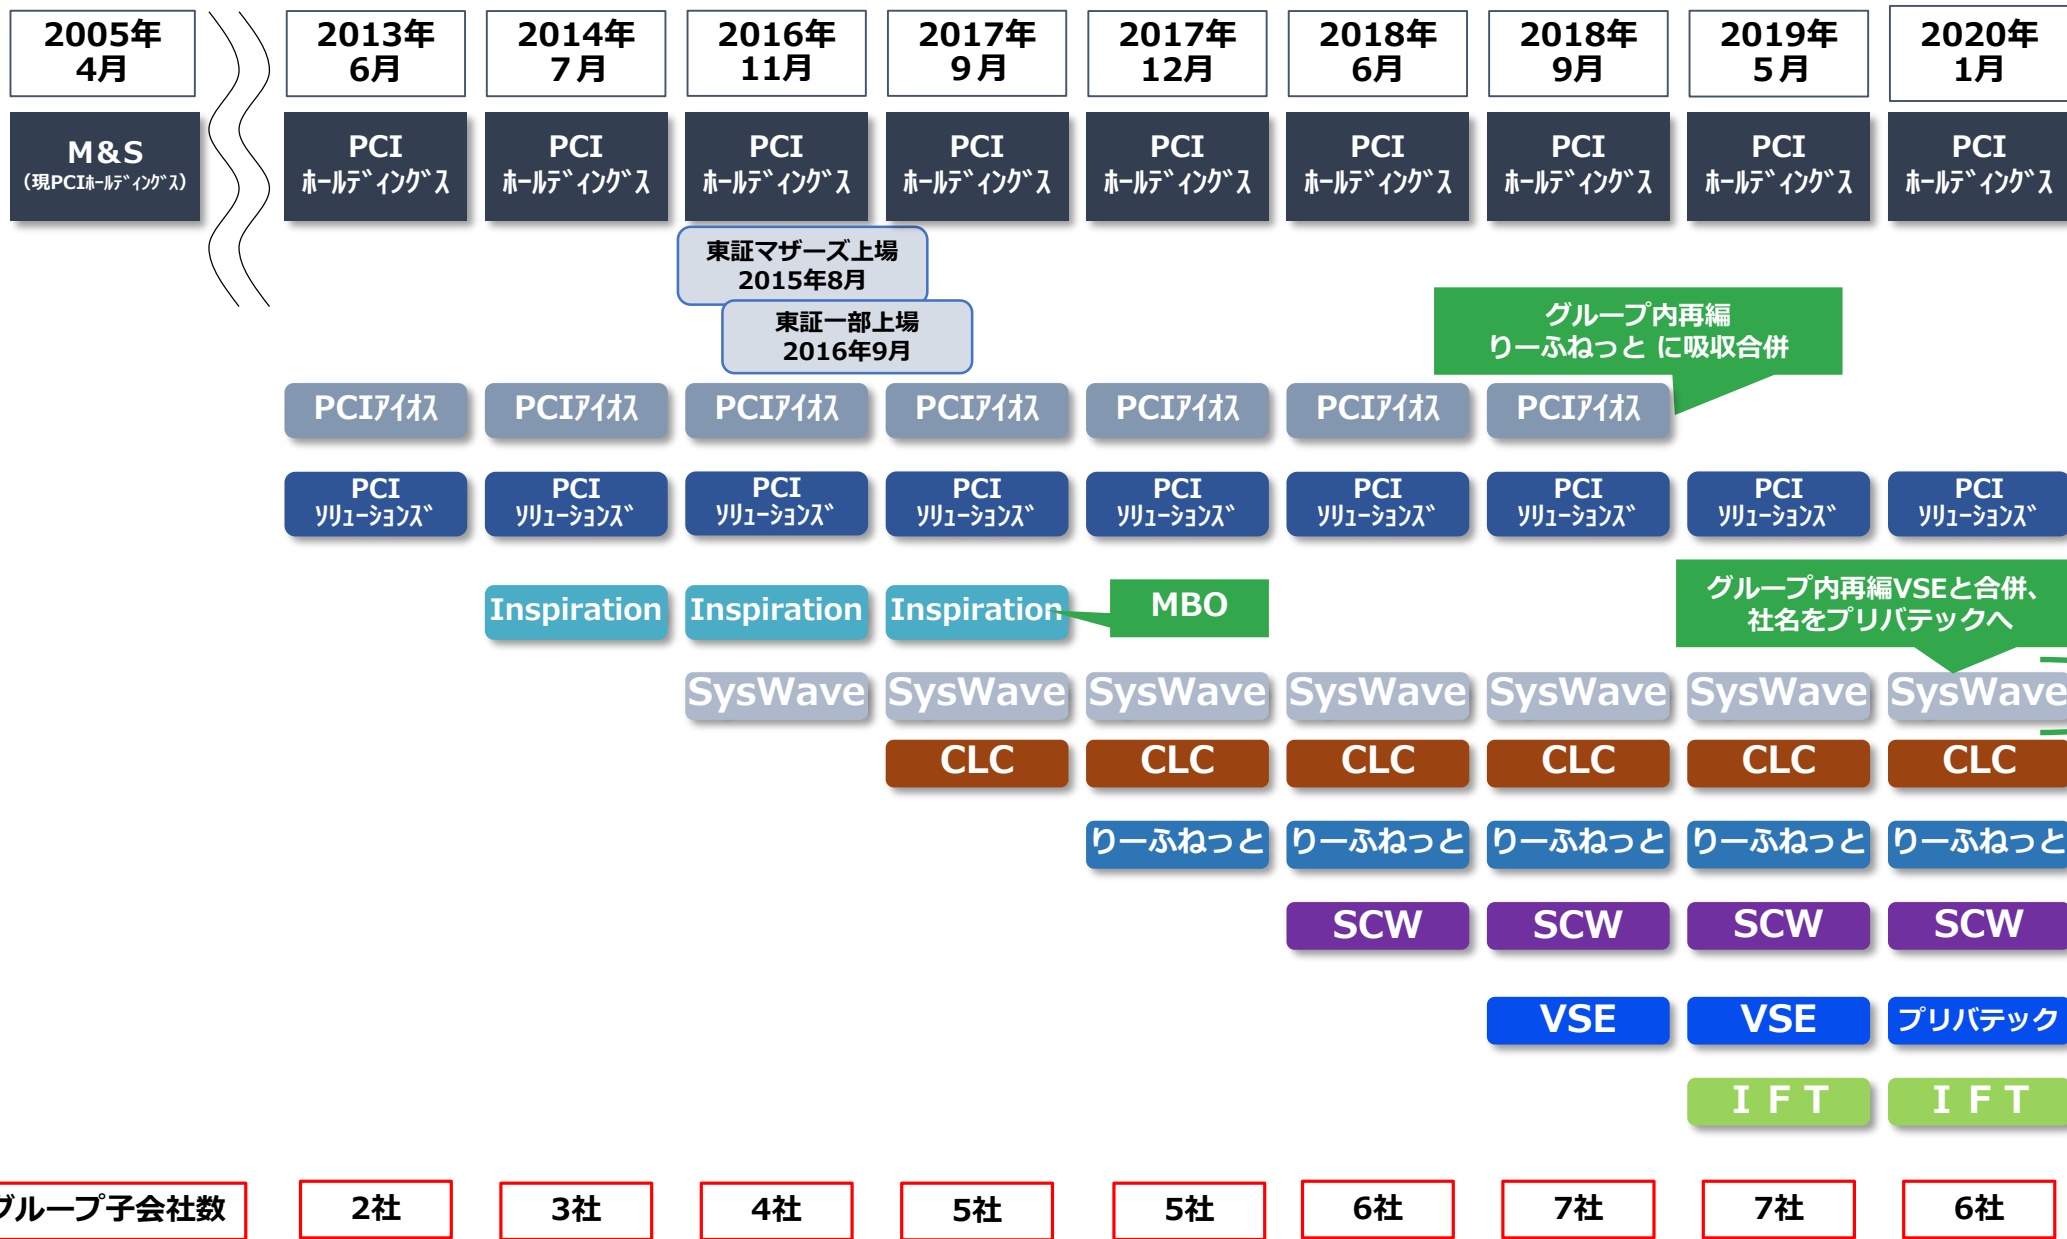 2005年
4月
2013年
6月
2014年
7月
2016年
11月
2017年
9月
2017年
12月
2018年
6月
2018年
9月
2019年
5月
2020年
1月
M&S
(現PCIﾎｰﾙﾃﾞｨﾝｸﾞｽ)
PCI
ﾎｰﾙﾃﾞｨﾝｸﾞｽ
PCI
ﾎｰﾙﾃﾞｨﾝｸﾞｽ
PCI
ﾎｰﾙﾃﾞｨﾝｸﾞｽ
PCI
ﾎｰﾙﾃﾞｨﾝｸﾞｽ
PCI
ﾎｰﾙﾃﾞｨﾝｸﾞｽ
PCI
ﾎｰﾙﾃﾞｨﾝｸﾞｽ
PCI
ﾎｰﾙﾃﾞｨﾝｸﾞｽ
PCI
ﾎｰﾙﾃﾞｨﾝｸﾞｽ
PCI
ﾎｰﾙﾃﾞｨﾝｸﾞｽ
東証マザーズ上場
2015年8月
東証一部上場
2016年9月
グループ内再編
りーふねっと に吸収合併
PCIｱｲｵｽ
PCIｱｲｵｽ
PCIｱｲｵｽ
PCIｱｲｵｽ
PCIｱｲｵｽ
PCIｱｲｵｽ
PCIｱｲｵｽ
PCI
ｿﾘｭｰｼｮﾝｽﾞ
PCI
ｿﾘｭｰｼｮﾝｽﾞ
PCI
ｿﾘｭｰｼｮﾝｽﾞ
PCI
ｿﾘｭｰｼｮﾝｽﾞ
PCI
ｿﾘｭｰｼｮﾝｽﾞ
PCI
ｿﾘｭｰｼｮﾝｽﾞ
PCI
ｿﾘｭｰｼｮﾝｽﾞ
PCI
ｿﾘｭｰｼｮﾝｽﾞ
PCI
ｿﾘｭｰｼｮﾝｽﾞ
Inspiration
Inspiration
Inspiration
MBO
グループ内再編VSEと合併、
社名をプリバテックへ
SysWave
SysWave
SysWave
SysWave
SysWave
SysWave
SysWave
CLC
CLC
CLC
CLC
CLC
CLC
りーふねっと
りーふねっと
りーふねっと
りーふねっと
りーふねっと
SCW
SCW
SCW
SCW
VSE
VSE
プリバテック
ＩＦＴ
ＩＦＴ
グループ子会社数
2社
3社
4社
5社
5社
6社
7社
7社
6社